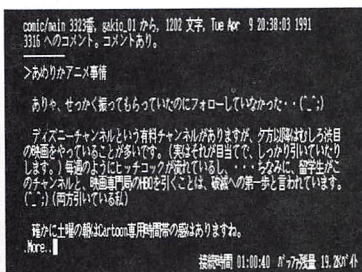 comic/main 3323番, gakio_01 から, 1202 文字, Tue Apr 9 20:38:03 1991
3316 へのコメント。コメントあり。
>あめりかアニメ事情
ありゃ、せっかく振ってもらっていたのにフォローしていなかった・・(^_^;)
ディズニーチャンネルという有料チャンネルがありますが、夕方以降はむしろ渋目
の映画をやっていることが多いです。（実はそれが目当てで、しっかり引いていたり
します。）毎週のようにヒッチコックが流れているし、・・・ちなみに、留学生がこ
のチャンネルと、映画専門局のHBOを引くことは、破滅への第一歩と言われています。
(^_^;) (両方引いている私)
確かに土曜の朝はCartoon専用時間帯の感はありますね。
.More..
接続時間 01:00:40 バッファ残量 19.2Kバイト